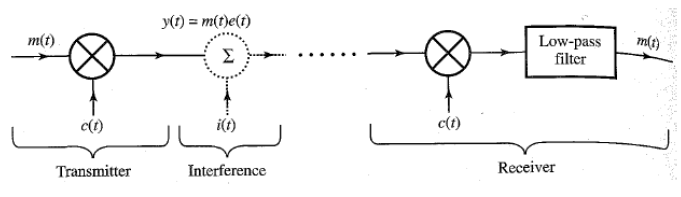 y(t) = m(t)e(t)
m(t)
Σ
Low-pass
filter
m(t)
c(t)
i(t)
c(t)
Transmitter
Interference
Receiver